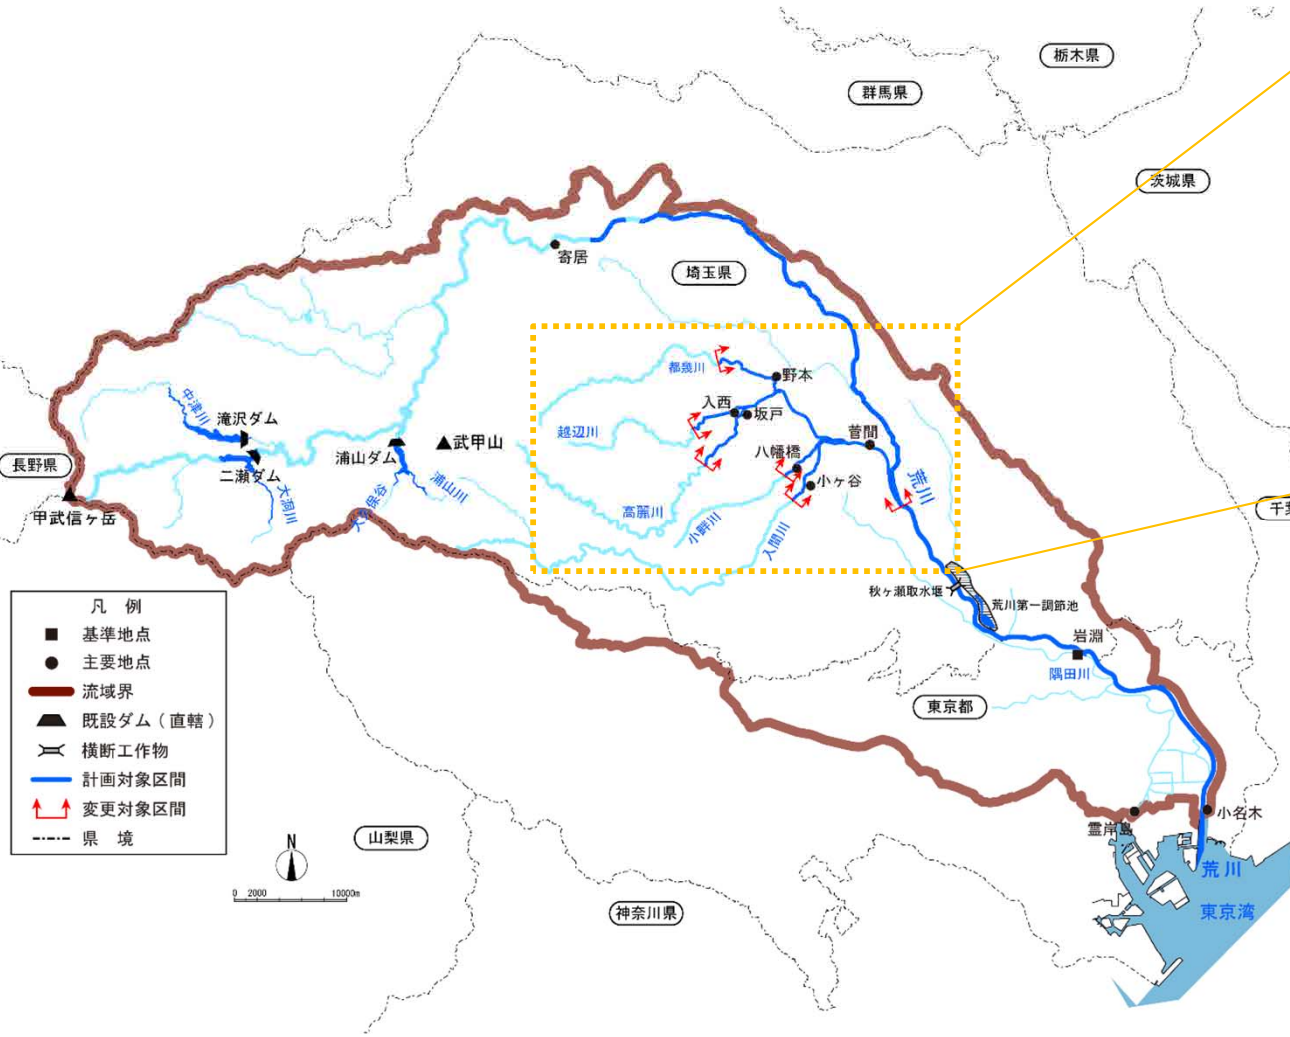 栃木県
群馬県
茨城県
寄居
埼玉県
都幾川
野本
入西
坂戸
越辺川
菅間
八幡橋
小ヶ谷
荒川
中津川
滝沢ダム
武甲山
浦山ダム
長野県
二瀬ダム
大洞川
浦山川
甲武信ヶ岳
高麗川
小畔川
入間川
秋ヶ瀬取水堰
荒川第一調節池
岩淵
隅田川
東京都
凡 例
基準地点
主要地点
流域界
既設ダム(直轄)
横断工作物
計画対象区間
変更対象区間
県 境
N
0 2000 10000m
山梨県
神奈川県
霊岸島
小名木
荒川
東京湾